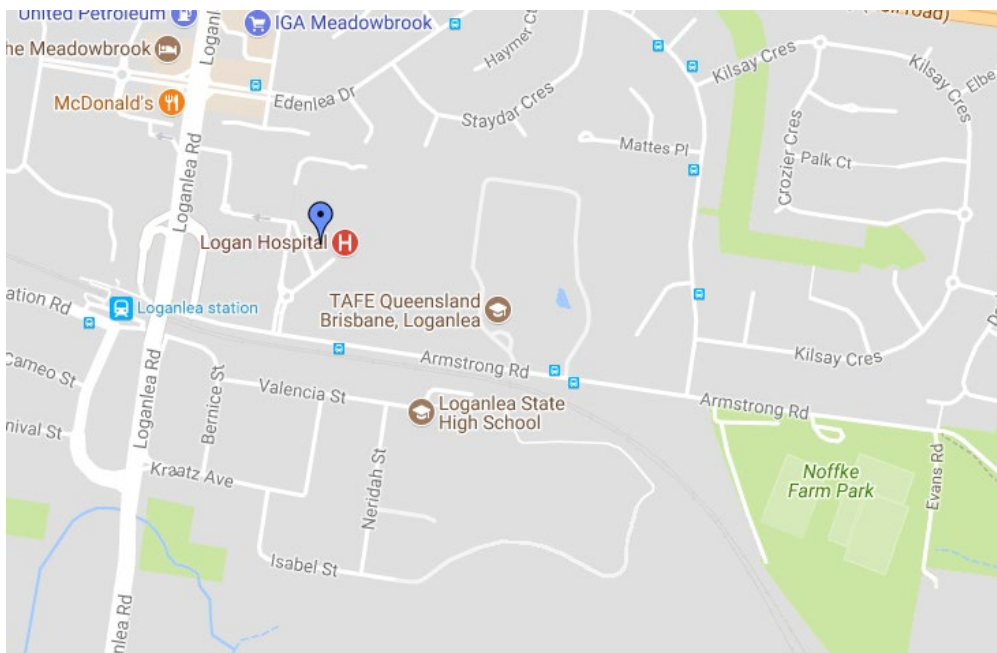 United Petroleum
Loganl
IGA Meadowbrook
Haymer Ct
road)
he Meadowbrook
Kilsay Cres
Kilsay Cres
Elbe
McDonald's
Edenlea Dr
Staydar Cres
Mattes Pl
Crozier Cres
Palk Ct
Loganlea Rd
Logan Hospital
H
ation Rd
Loganlea station
TAFE Queensland
Brisbane, Loganlea
Armstrong Rd
Kilsay Cres
Cameo St
Loganlea Rd
Bernice St
Valencia St
Loganlea State
High School
Armstrong Rd
nival St
Kraatz Ave
Neridah St
Noffke
Farm Park
Evans Rd
Isabel St
nlea Rd